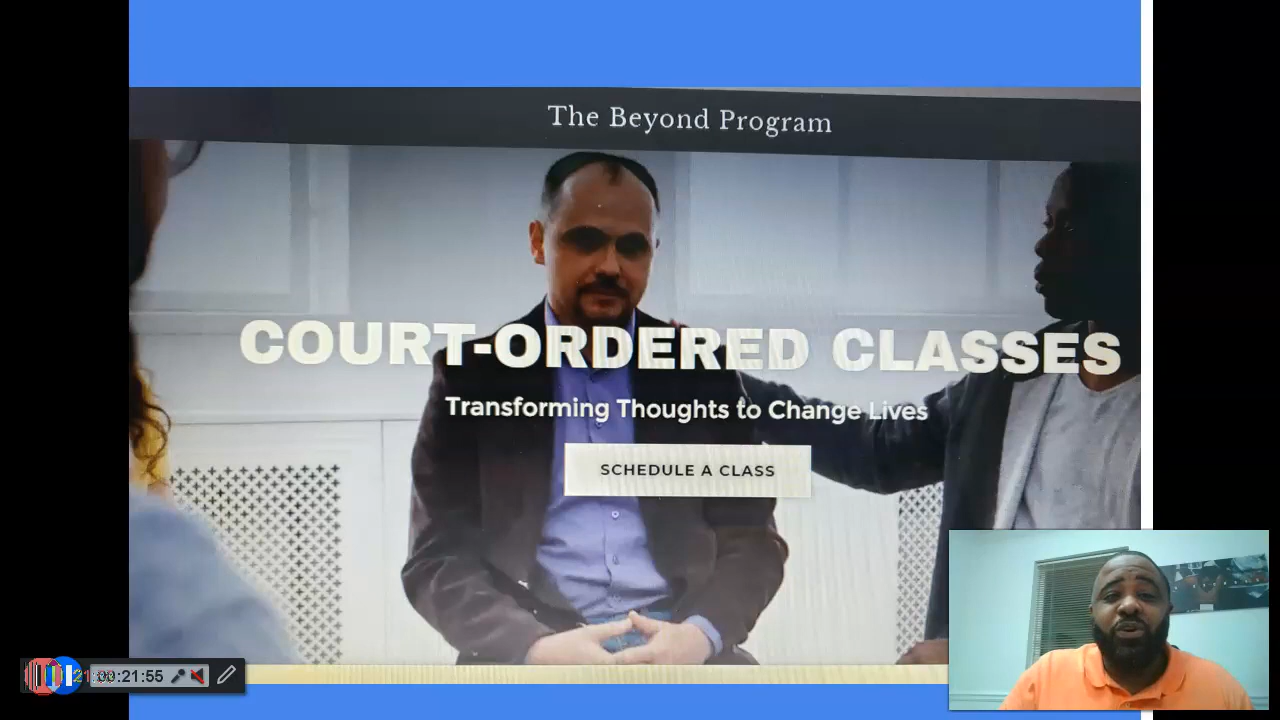 The Beyond Program
COURT-ORDERED CLASSES
Transforming Thoughts to Change Lives
SCHEDULE A CLASS
00:21:55